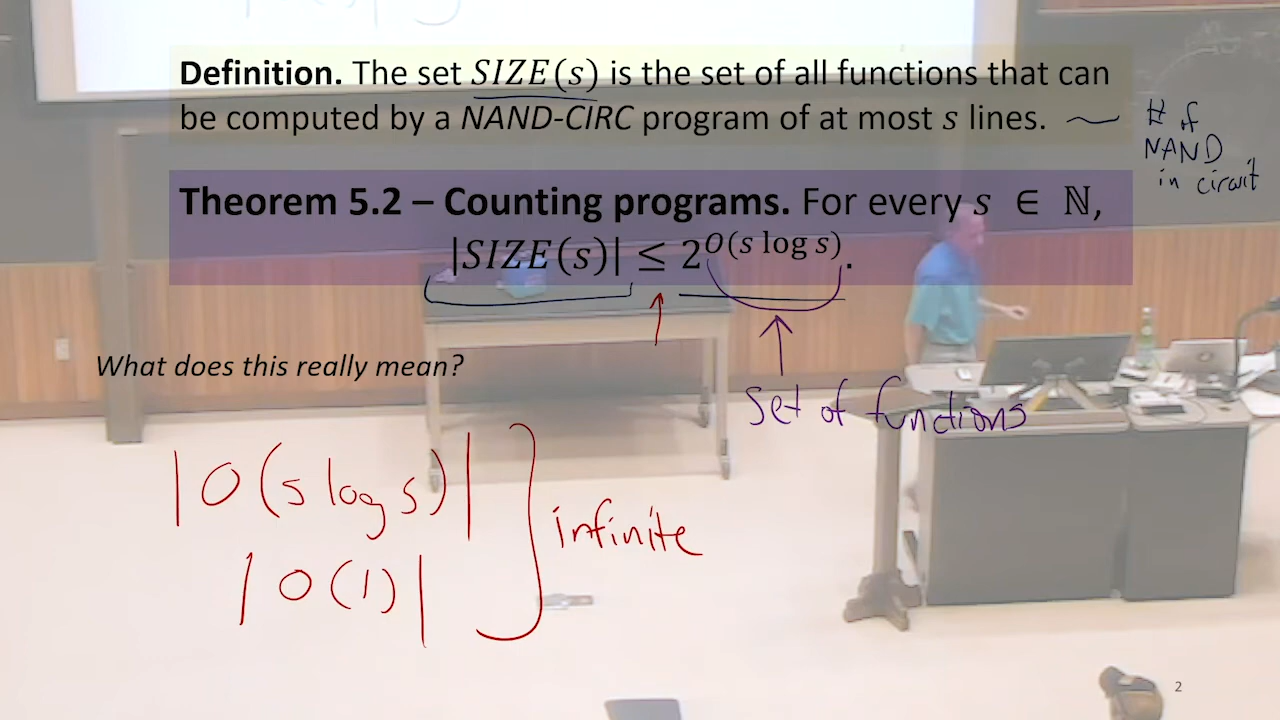 Definition. The set SIZE(s) is the set of all functions that can
be computed by a NAND-CIRC program of at most s lines.
# of
NAND
in circuit
Theorem 5.2 – Counting programs. For every s ∈ ℕ,
|SIZE(s)| ≤ 2^O(s log s).
What does this really mean?
set of functions
|O(s log s)|
infinite
|O(1)|
2